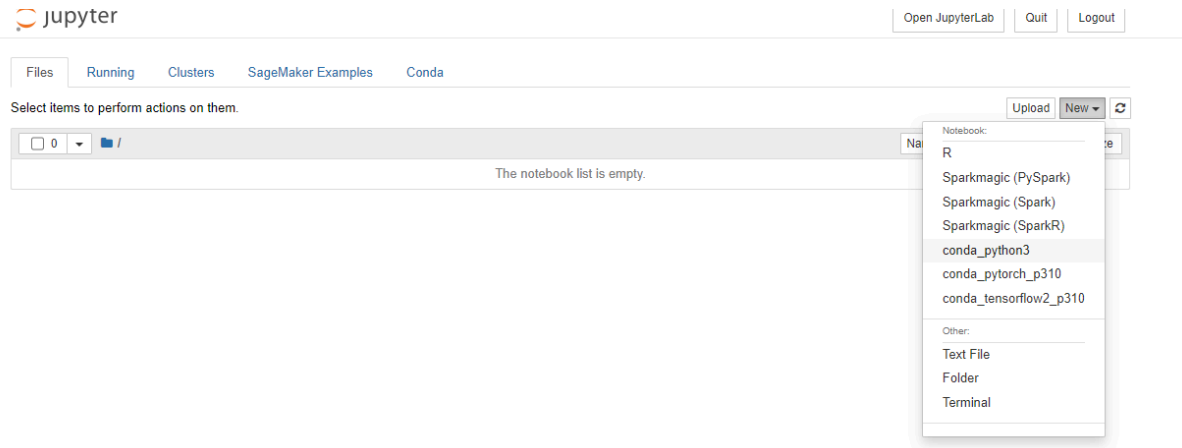 jupyter
Open JupyterLab Quit Logout
Files Running Clusters SageMaker Examples Conda
Select items to perform actions on them.
Upload New
0 /
The notebook list is empty.
Notebook:
R
Sparkmagic (PySpark)
Sparkmagic (Spark)
Sparkmagic (SparkR)
conda_python3
conda_pytorch_p310
conda_tensorflow2_p310
Other:
Text File
Folder
Terminal